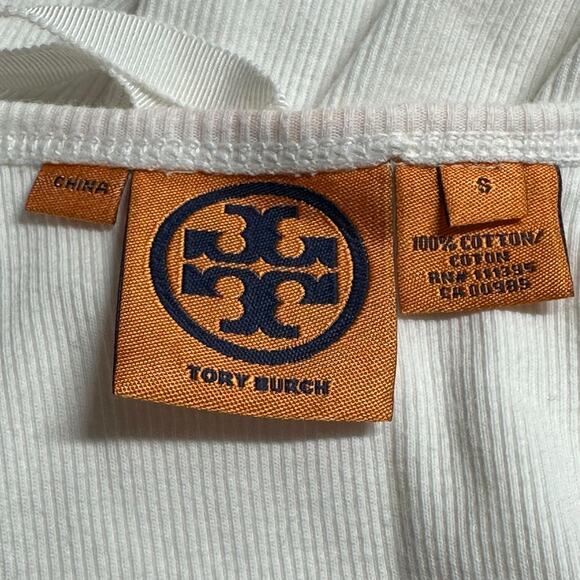 CHINA
TORY BURCH
S
100% COTTON/
COTON
RN# 111395
CA 00985